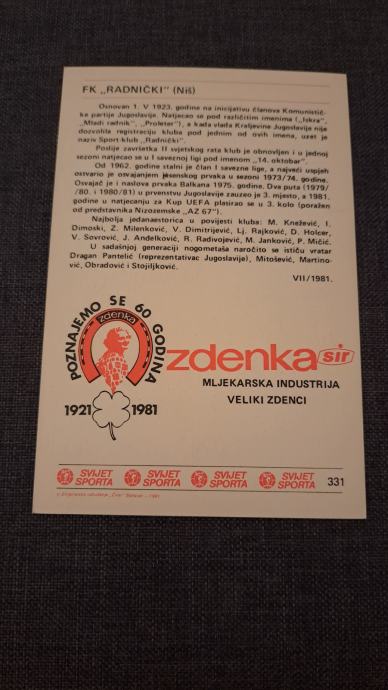 FK „RADNIČKI" (Niš)
Osnovan 1. V 1923. godine na inicijativu članova Komunistič-
ke partije Jugoslavije. Natjecao se pod različitim imenima („Iskra",
„Mladi radnik", „Proleter"), a kada vlada Kraljevine Jugoslavije nije
dozvolila registraciju kluba pod jednim od ovih imena, uzet je
naziv Sport-klub „Radnički".
Poslije završetka II svjetskog rata klub je obnovljen i u jednoj
sezoni natjecao se u I saveznoj ligi pod imenom „14. oktobar".
Od 1962. godine stalni je član I savezne lige, a najveći uspjeh
ostvario je osvajanjem jesenskog prvaka u sezoni 1973/74. godine.
Osvajač je i naslova prvaka Balkana 1975. godine. Dva puta (1979/
/80. i 1980/81) u prvenstvu Jugoslavije zauzeo je 3. mjesto, a 1981.
godine u natjecanju za Kup UEFA plasirao se u 3. kolo (poražen
od predstavnika Nizozemske „AZ 67").
Najbolja jedanaestorica u povijesti kluba: M. Knežević, I.
Dimoski, Z. Milenković, V. Dimitrijević, Lj. Rajković, D. Holcer,
V. Sovrović, J. Anđelković, R. Radivojević, M. Janković, P. Mičić.
U sadašnjoj generaciji nogometaša naročito se ističu vratar
Dragan Pantelić (reprezentativac Jugoslavije), Mitošević, Martino-
vić, Obradović i Stojiljković.
VII/1981.
POZNAJEMO SE 60 GODINA
zdenka
1921 1981
zdenka sir
MLJEKARSKA INDUSTRIJA
VELIKI ZDENCI
SVIJET SPORTA SVIJET SPORTA SVIJET SPORTA SVIJET SPORTA 331